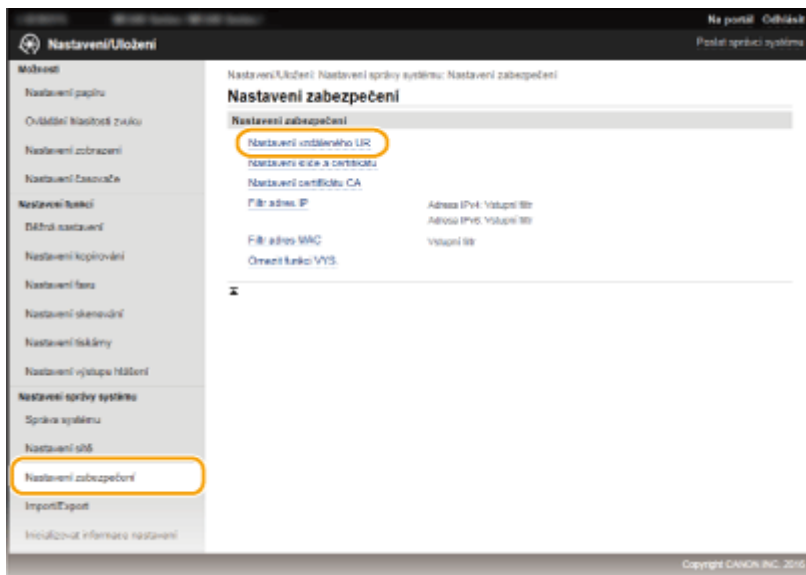 Na portál Odhlásit
Nastavení/Uložení
Poslat správci systému
Možnosti
Nastavení papíru
Ovládání hlasitosti zvuku
Nastavení zobrazení
Nastavení časovače
Nastavení funkcí
Běžná nastavení
Nastavení kopírování
Nastavení faxu
Nastavení skenování
Nastavení tiskárny
Nastavení výstupu hlášení
Nastavení správy systému
Správa systému
Nastavení sítě
Nastavení zabezpečení
Import/Export
Inicializovat informace nastavení
Nastavení/Uložení: Nastavení správy systému: Nastavení zabezpečení
Nastavení zabezpečení
Nastavení zabezpečení
Nastavení vzdáleného UR
Nastavení klíče a certifikátu
Nastavení certifikátu CA
Filtr adres IP
Adresa IPv4: Vstupní filtr
Adresa IPv6: Vstupní filtr
Filtr adres MAC
Vstupní filtr
Omezit funkci VYS.
Copyright CANON INC. 2015